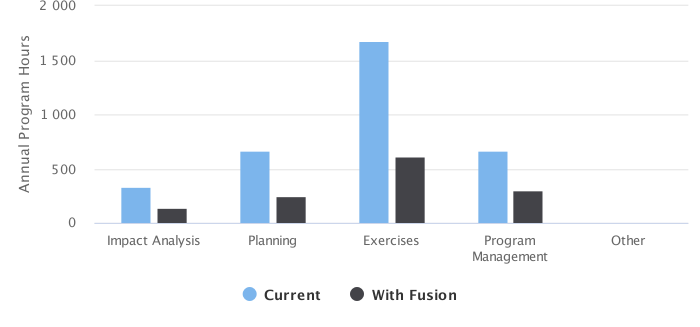 2 000
1 500
1 000
500
0
Annual Program Hours
Impact Analysis
Planning
Exercises
Program
Management
Other
Current
With Fusion